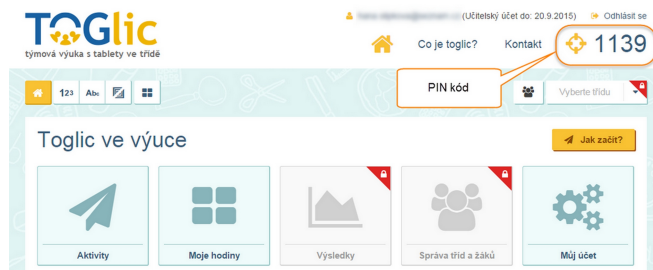 TOGlic
týmová výuka s tablety ve třídě
(Učitelský účet do: 20.9.2015) Odhlásit se
Co je toglic? Kontakt 1139
PIN kód
123 Abc Vyberte třídu
Toglic ve výuce Jak začít?
Aktivity Moje hodiny Výsledky Správa tříd a žáků Můj účet